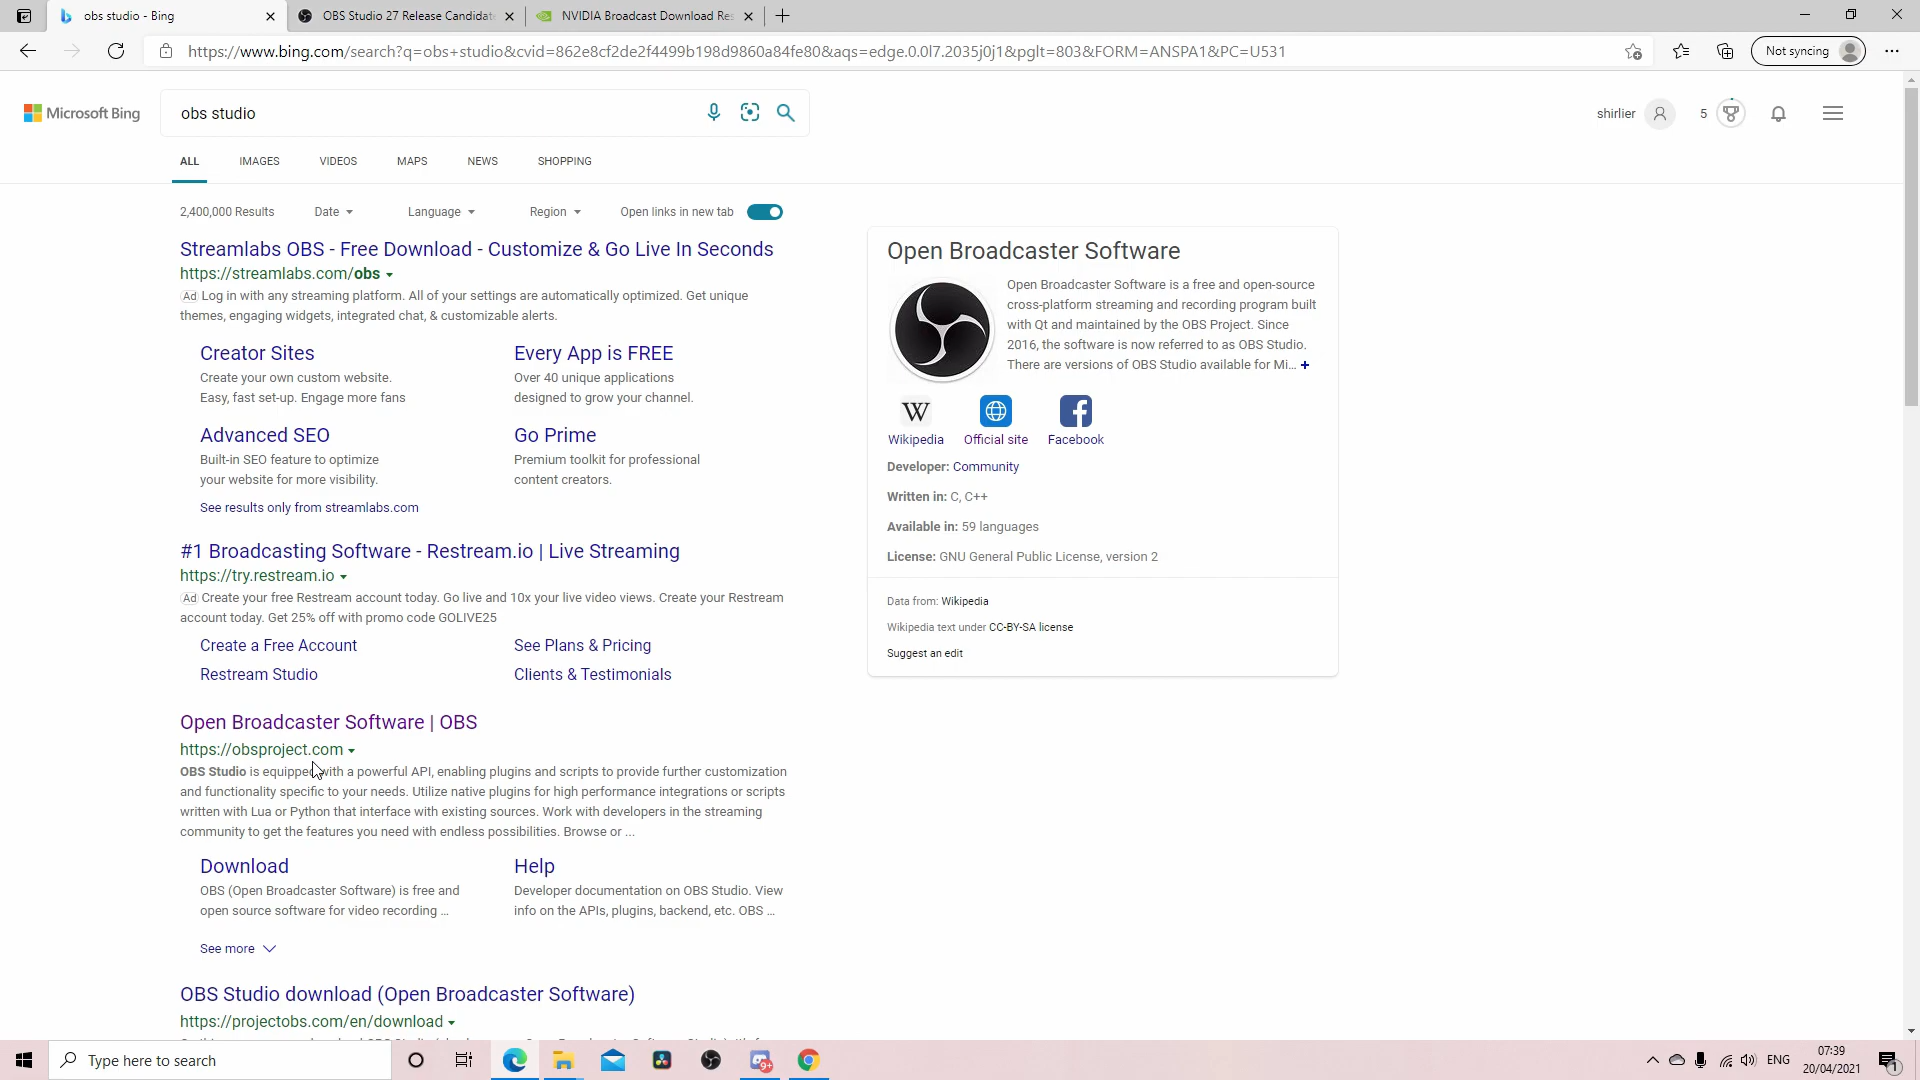 obs studio - Bing
OBS Studio 27 Release Candidat
NVIDIA Broadcast Download Res
https://www.bing.com/search?q=obs+studio&cvid=862e8cf2de2f4499b198d9860a84fe80&aqs=edge.0.0l7.2035j0j1&pglt=803&FORM=ANSPA1&PC=U531
Not syncing
Microsoft Bing
obs studio
shirlier
5
ALL IMAGES VIDEOS MAPS NEWS SHOPPING
2,400,000 Results Date Language Region Open links in new tab
Streamlabs OBS - Free Download - Customize & Go Live In Seconds
https://streamlabs.com/obs
Ad Log in with any streaming platform. All of your settings are automatically optimized. Get unique
themes, engaging widgets, integrated chat, & customizable alerts.
Creator Sites
Create your own custom website.
Easy, fast set-up. Engage more fans
Every App is FREE
Over 40 unique applications
designed to grow your channel.
Advanced SEO
Built-in SEO feature to optimize
your website for more visibility.
Go Prime
Premium toolkit for professional
content creators.
See results only from streamlabs.com
#1 Broadcasting Software - Restream.io | Live Streaming
https://try.restream.io
Ad Create your free Restream account today. Go live and 10x your live video views. Create your Restream
account today. Get 25% off with promo code GOLIVE25
Create a Free Account
See Plans & Pricing
Restream Studio
Clients & Testimonials
Open Broadcaster Software | OBS
https://obsproject.com
OBS Studio is equipped with a powerful API, enabling plugins and scripts to provide further customization
and functionality specific to your needs. Utilize native plugins for high performance integrations or scripts
written with Lua or Python that interface with existing sources. Work with developers in the streaming
community to get the features you need with endless possibilities. Browse or ...
Download
OBS (Open Broadcaster Software) is free and
open source software for video recording ...
Help
Developer documentation on OBS Studio. View
info on the APIs, plugins, backend, etc. OBS ...
See more
OBS Studio download (Open Broadcaster Software)
https://projectobs.com/en/download
Open Broadcaster Software
Open Broadcaster Software is a free and open-source
cross-platform streaming and recording program built
with Qt and maintained by the OBS Project. Since
2016, the software is now referred to as OBS Studio.
There are versions of OBS Studio available for Mi... +
W
Wikipedia
Official site
Facebook
Developer: Community
Written in: C, C++
Available in: 59 languages
License: GNU General Public License, version 2
Data from: Wikipedia
Wikipedia text under CC-BY-SA license
Suggest an edit
Type here to search
9+
ENG
07:39
20/04/2021
1